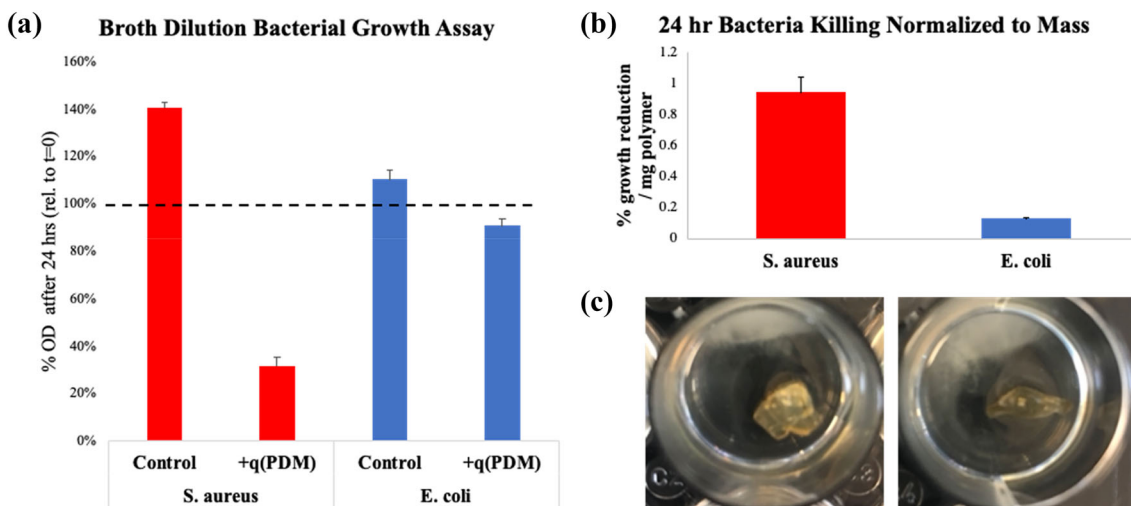 (a)
Broth Dilution Bacterial Growth Assay
% OD atfter 24 hrs (rel. to t=0)
160%
140%
120%
100%
80%
60%
40%
20%
0%
Control
+q(PDM)
Control
+q(PDM)
S. aureus
E. coli
(b)
24 hr Bacteria Killing Normalized to Mass
% growth reduction
/ mg polymer
1.2
1
0.8
0.6
0.4
0.2
0
S. aureus
E. coli
(c)